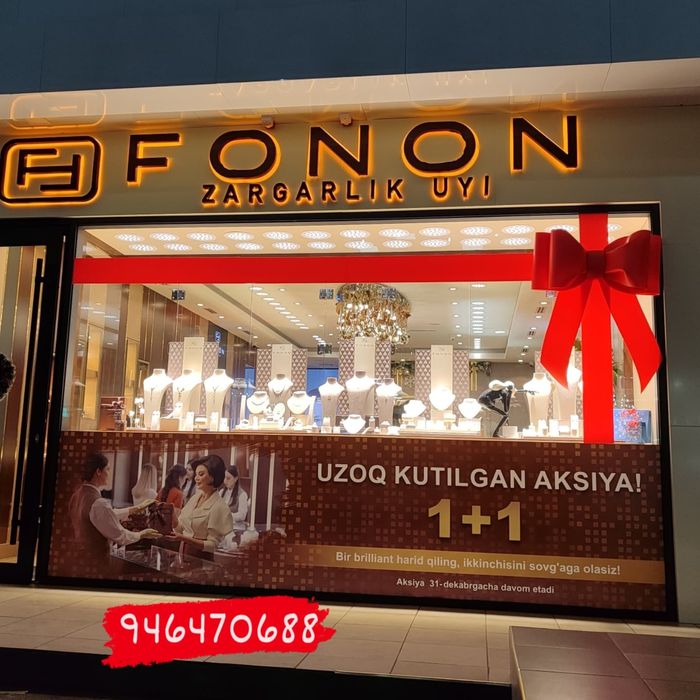 FONON
ZARGARLIK UYI
UZOQ KUTILGAN AKSIYA!
1+1
Bir brilliant harid qiling, ikkinchisini sovg'aga olasiz!
Aksiya 31-dekabrgacha davom etadi
946470688